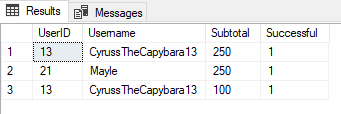 Results Messages
UserID Username Subtotal Successful
1 13 CyrussTheCapybara13 250 1
2 21 Mayle 250 1
3 13 CyrussTheCapybara13 100 1